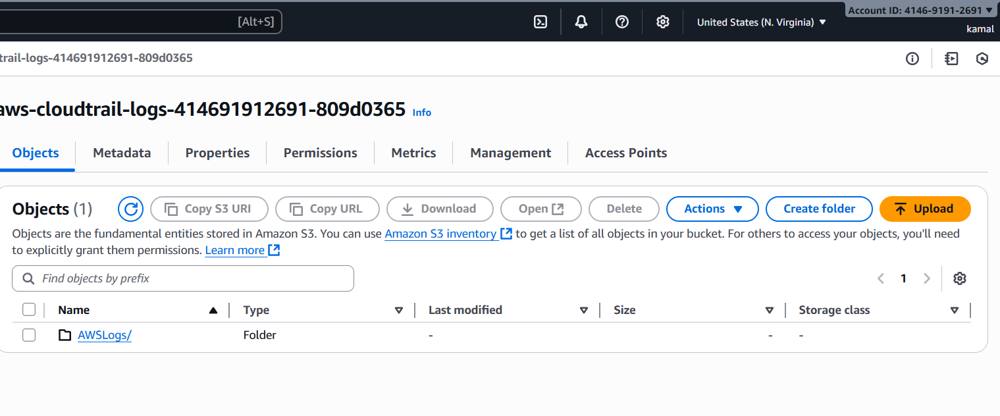 [Alt+S]
United States (N. Virginia)
Account ID: 4146-9191-2691
kamal
trail-logs-414691912691-809d0365
aws-cloudtrail-logs-414691912691-809d0365 Info
Objects Metadata Properties Permissions Metrics Management Access Points
Objects (1) Copy S3 URI Copy URL Download Open Delete Actions Create folder Upload
Objects are the fundamental entities stored in Amazon S3. You can use Amazon S3 inventory to get a list of all objects in your bucket. For others to access your objects, you'll need
to explicitly grant them permissions. Learn more
Find objects by prefix
1
Name Type Last modified Size Storage class
AWSLogs/ Folder - - -